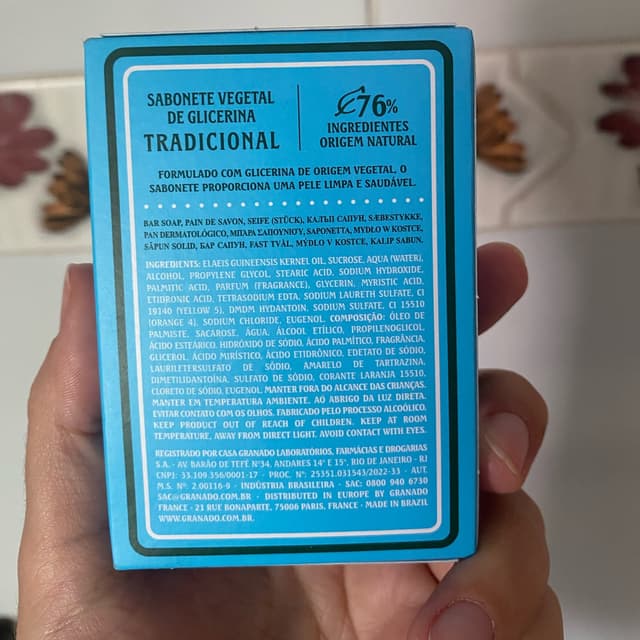 SABONETE VEGETAL
DE GLICERINA
TRADICIONAL
76%
INGREDIENTES
ORIGEM NATURAL
FORMULADO COM GLICERINA DE ORIGEM VEGETAL, O
SABONETE PROPORCIONA UMA PELE LIMPA E SAUDÁVEL.
BAR SOAP, PAIN DE SAVON, SEIFE (STÜCK), КАЛЪП САПУН, SÆBESTYKKE,
PAN DERMATOLÓGICO, ΜΠΑΡΑ ΣΑΠΟΥΝΙΟΥ, SAPONETTA, MYDŁO W KOSTCE,
SĂPUN SOLID, БАР САПУН, FAST TVÅL, MÝDLO V KOSTCE, KALIP SABUN.
INGREDIENTS: ELAEIS GUINEENSIS KERNEL OIL, SUCROSE, AQUA (WATER),
ALCOHOL, PROPYLENE GLYCOL, STEARIC ACID, SODIUM HYDROXIDE,
PALMITIC ACID, PARFUM (FRAGRANCE), GLYCERIN, MYRISTIC ACID,
ETIDRONIC ACID, TETRASODIUM EDTA, SODIUM LAURETH SULFATE, CI
19140 (YELLOW 5), DMDM HYDANTOIN, SODIUM SULFATE, CI 15510
(ORANGE 4), SODIUM CHLORIDE, EUGENOL. COMPOSIÇÃO: ÓLEO DE
PALMISTE, SACAROSE, ÁGUA, ÁLCOOL ETÍLICO, PROPILENOGLICOL,
ÁCIDO ESTEÁRICO, HIDRÓXIDO DE SÓDIO, ÁCIDO PALMÍTICO, FRAGRÂNCIA,
GLICEROL, ÁCIDO MIRÍSTICO, ÁCIDO ETIDRÔNICO, EDETATO DE SÓDIO,
LAURILETERSULFATO DE SÓDIO, AMARELO DE TARTRAZINA,
DIMETILIDANTOÍNA, SULFATO DE SÓDIO, CORANTE LARANJA 15510,
CLORETO DE SÓDIO, EUGENOL. MANTER FORA DO ALCANCE DAS CRIANÇAS.
MANTER EM TEMPERATURA AMBIENTE. AO ABRIGO DA LUZ DIRETA.
EVITAR CONTATO COM OS OLHOS. FABRICADO PELO PROCESSO ALCOÓLICO.
KEEP PRODUCT OUT OF REACH OF CHILDREN. KEEP AT ROOM
TEMPERATURE, AWAY FROM DIRECT LIGHT. AVOID CONTACT WITH EYES.
REGISTRADO POR CASA GRANADO LABORATÓRIOS, FARMÁCIAS E DROGARIAS
S.A. · AV. BARÃO DE TEFÉ Nº34, ANDARES 14º E 15º, RIO DE JANEIRO - RJ
CNPJ: 33.109.356/0001-17 · PROC. Nº: 25351.031543/2022-33 · AUT.
M.S. Nº: 2.00116-9 · INDÚSTRIA BRASILEIRA · SAC: 0800 940 6730
SAC@GRANADO.COM.BR · DISTRIBUTED IN EUROPE BY GRANADO
FRANCE · 21 RUE BONAPARTE, 75006 PARIS, FRANCE · MADE IN BRAZIL
WWW.GRANADO.COM.BR.